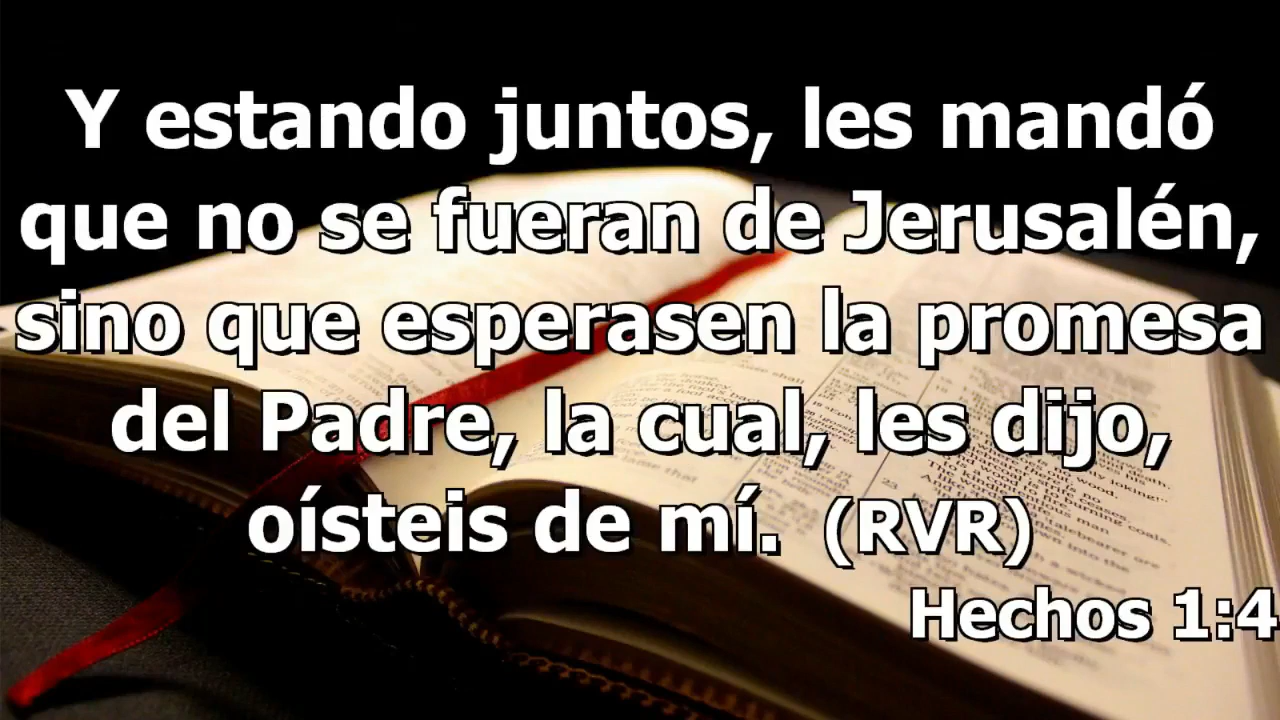 Y estando juntos, les mandó
que no se fueran de Jerusalén,
sino que esperasen la promesa
del Padre, la cual, les dijo,
oísteis de mí. (RVR)
Hechos 1:4